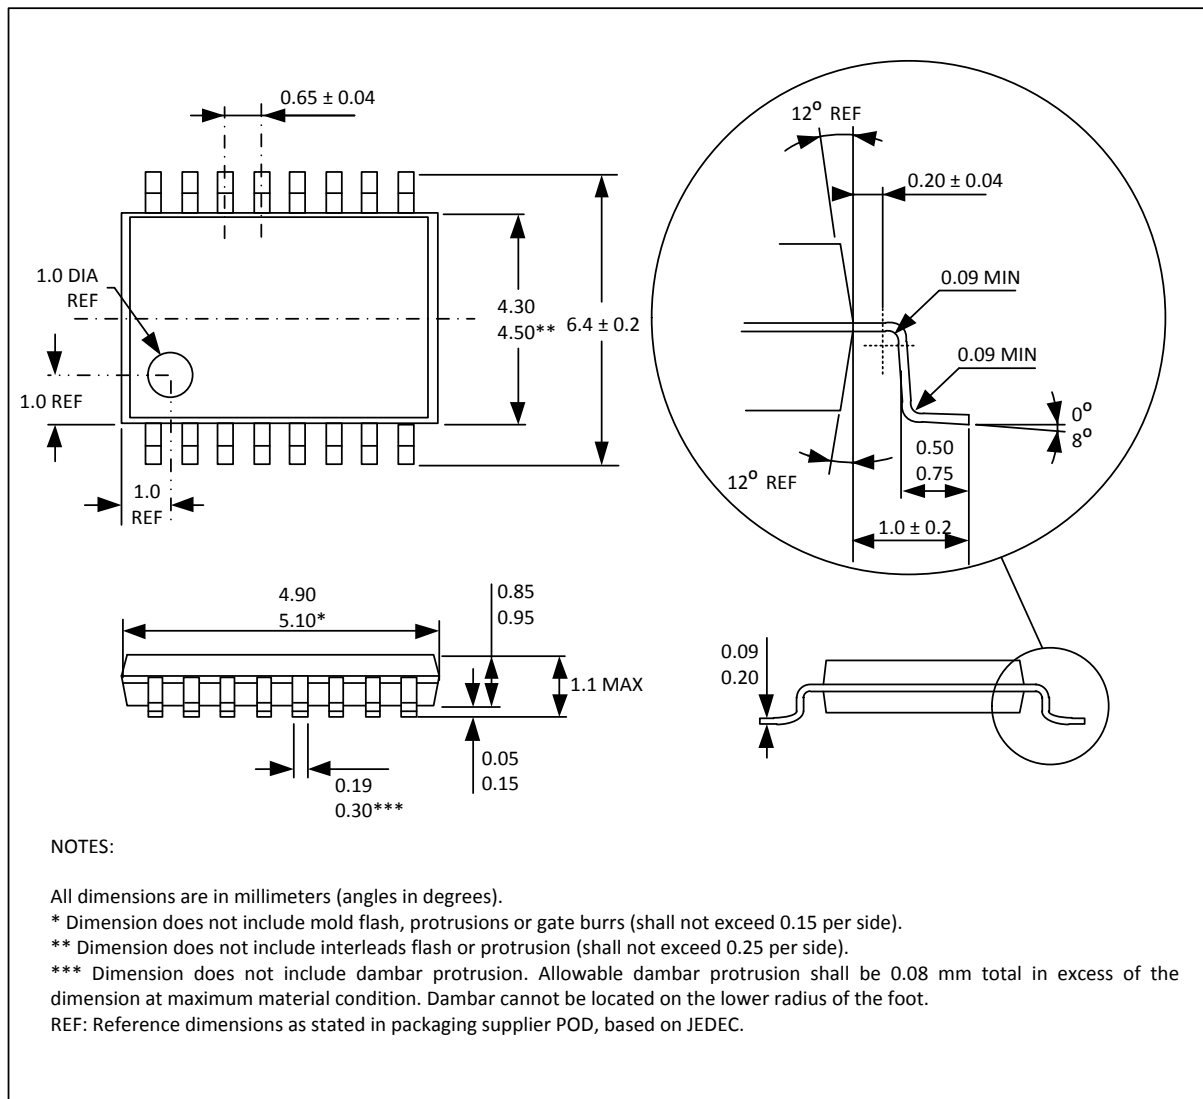 0.65 ± 0.04
1.0 DIA
REF
1.0 REF
1.0
REF
4.30
4.50**
6.4 ± 0.2
12° REF
0.20 ± 0.04
0.09 MIN
0.09 MIN
0°
8°
0.50
0.75
12° REF
1.0 ± 0.2
4.90
5.10*
0.85
0.95
1.1 MAX
0.05
0.15
0.19
0.30***
0.09
0.20
NOTES:
All dimensions are in millimeters (angles in degrees).
* Dimension does not include mold flash, protrusions or gate burrs (shall not exceed 0.15 per side).
** Dimension does not include interleads flash or protrusion (shall not exceed 0.25 per side).
*** Dimension does not include dambar protrusion. Allowable dambar protrusion shall be 0.08 mm total in excess of the
dimension at maximum material condition. Dambar cannot be located on the lower radius of the foot.
REF: Reference dimensions as stated in packaging supplier POD, based on JEDEC.